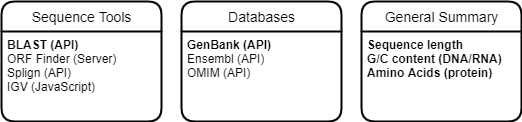 Sequence Tools
BLAST (API)
ORF Finder (Server)
Splign (API)
IGV (JavaScript)
Databases
GenBank (API)
Ensembl (API)
OMIM (API)
General Summary
Sequence length
G/C content (DNA/RNA)
Amino Acids (protein)